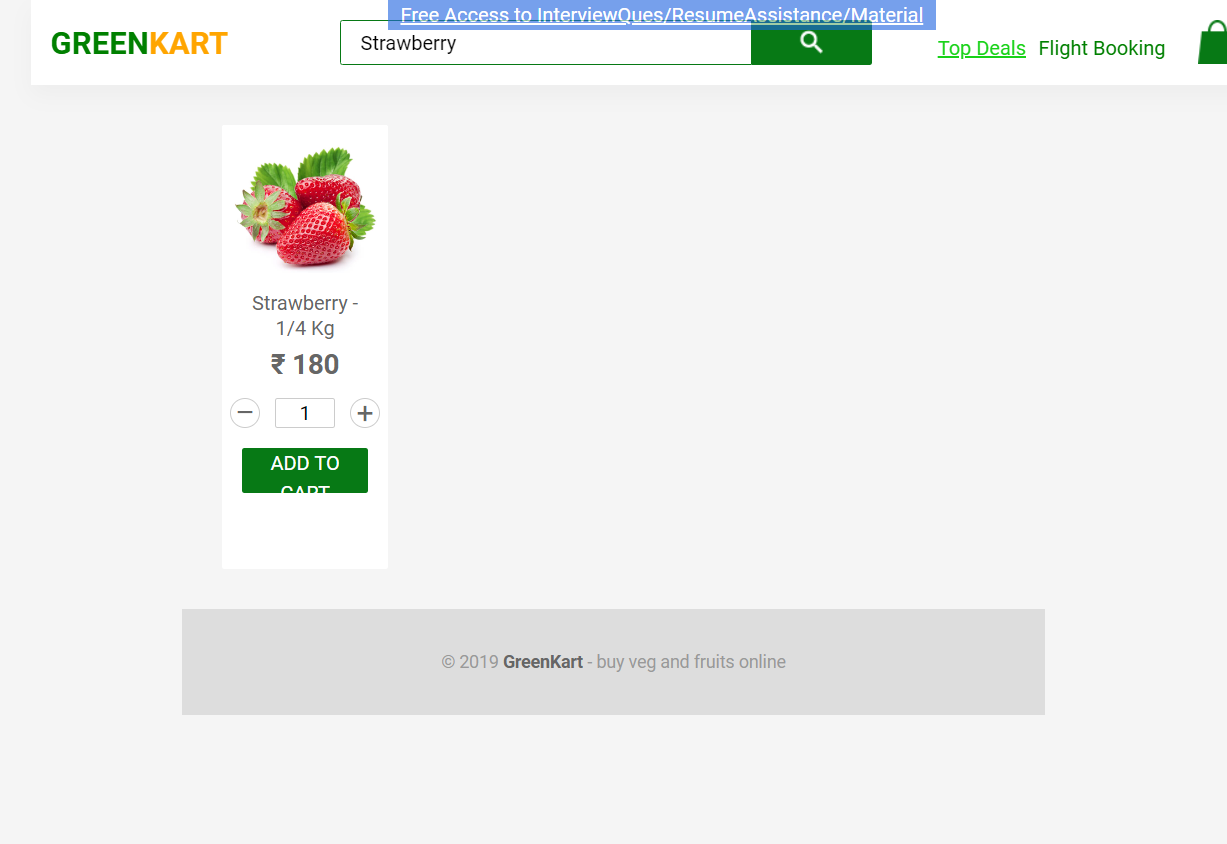 Free Access to InterviewQues/ResumeAssistance/Material
GREENKART
Strawberry
Top Deals Flight Booking
Strawberry -
1/4 Kg
₹ 180
1
ADD TO
CART
© 2019 GreenKart - buy veg and fruits online